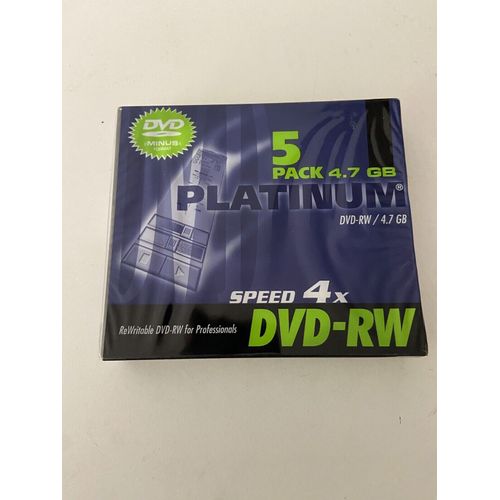 DVD
MINUS
FORMAT
5
PACK 4.7 GB
PLATINUM®
DVD-RW / 4.7 GB
SPEED 4x
ReWritable DVD-RW for Professionals
DVD-RW